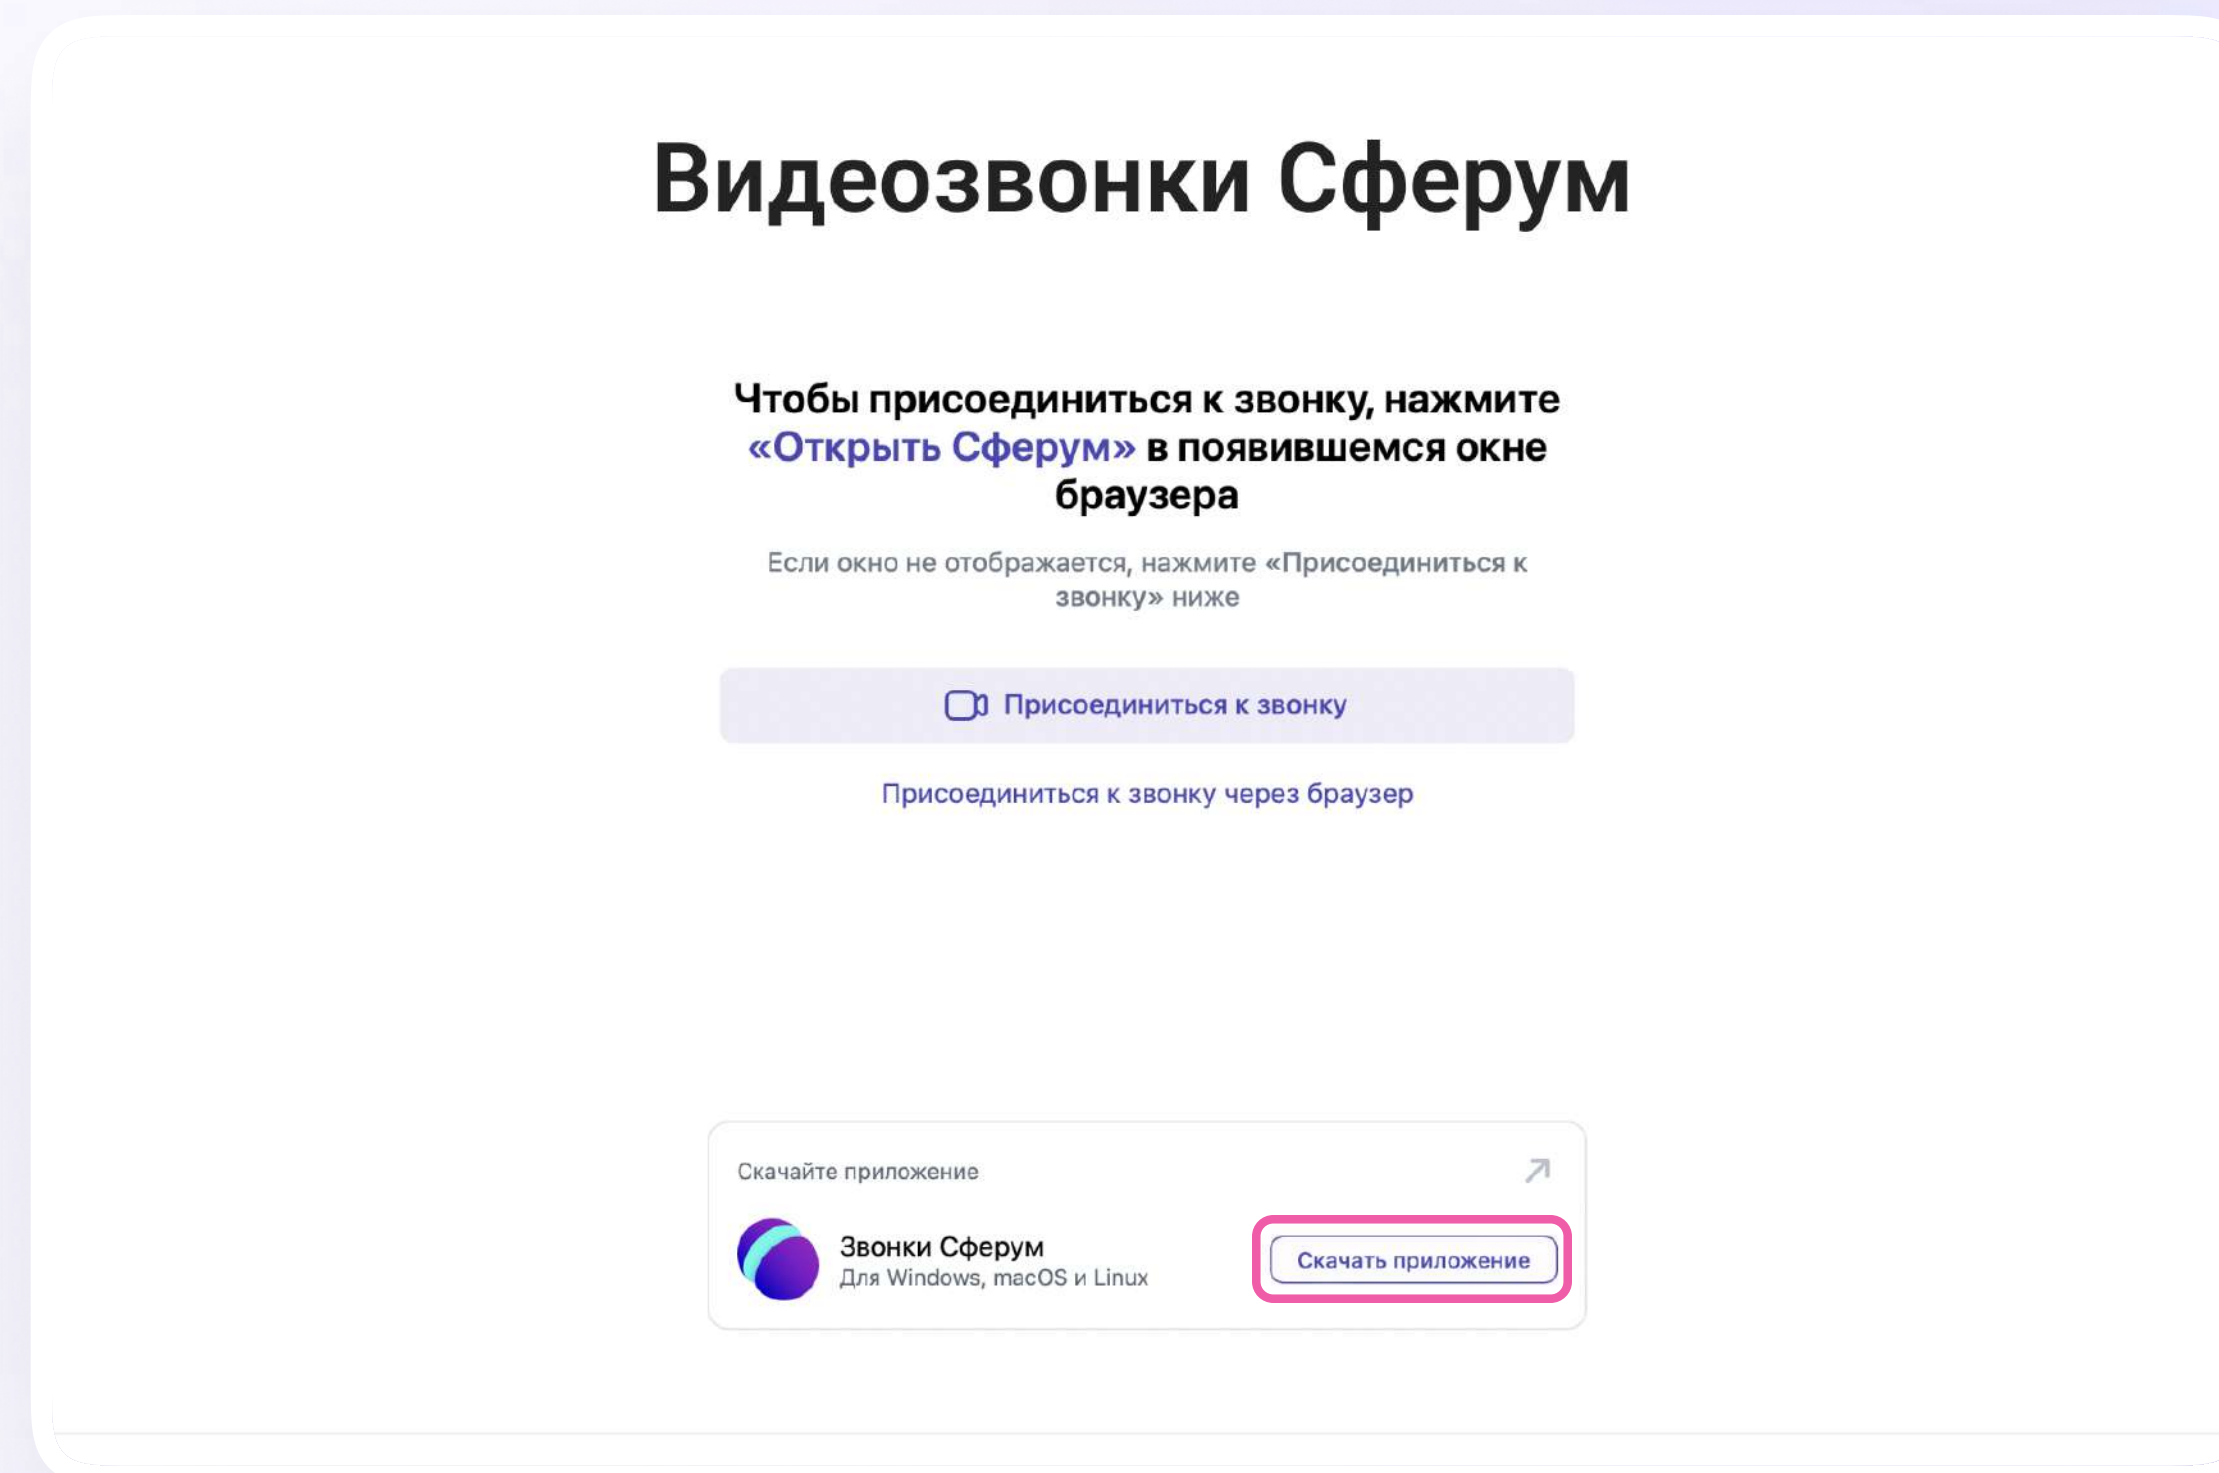 Видеозвонки Сферум
Чтобы присоединиться к звонку, нажмите
«Открыть Сферум» в появившемся окне
браузера
Если окно не отображается, нажмите «Присоединиться к
звонку» ниже
Присоединиться к звонку
Присоединиться к звонку через браузер
Скачайте приложение
Звонки Сферум
Для Windows, macOS и Linux
Скачать приложение